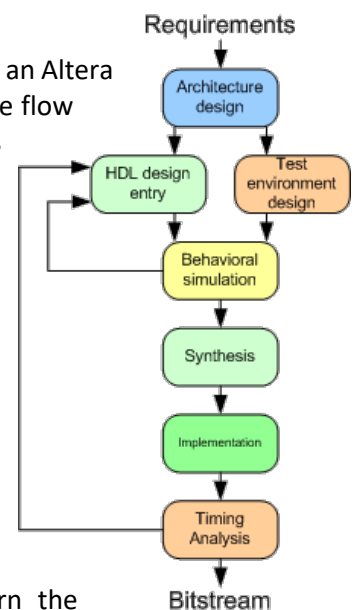 Requirements
an Altera
Architecture
design
e flow
HDL design
entry
Test
environment
design
Behavioral
simulation
Synthesis
Implementation
Timing
Analysis
rn the
Bitstream